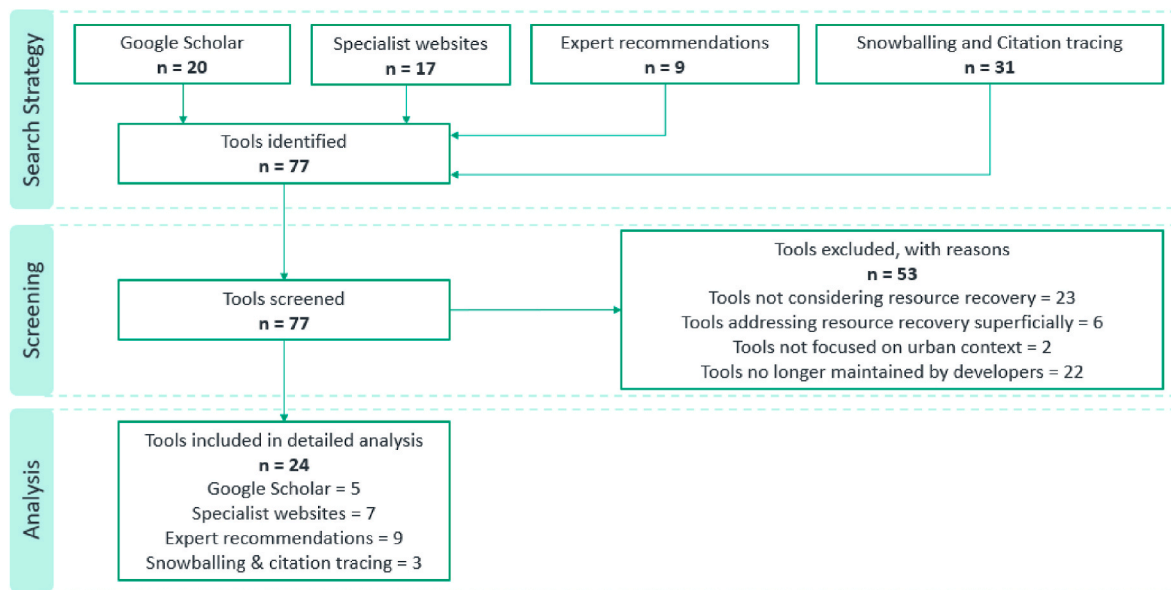 Search Strategy
Google Scholar
n = 20
Specialist websites
n = 17
Expert recommendations
n = 9
Snowballing and Citation tracing
n = 31
Tools identified
n = 77
Screening
Tools screened
n = 77
Tools excluded, with reasons
n = 53
Tools not considering resource recovery = 23
Tools addressing resource recovery superficially = 6
Tools not focused on urban context = 2
Tools no longer maintained by developers = 22
Analysis
Tools included in detailed analysis
n = 24
Google Scholar = 5
Specialist websites = 7
Expert recommendations = 9
Snowballing & citation tracing = 3